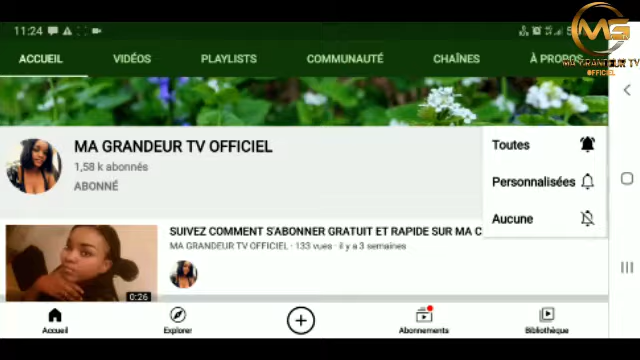 11:24
MG
MA GRANDEUR TV
OFFICIEL
ACCUEIL VIDÉOS PLAYLISTS COMMUNAUTÉ CHAÎNES À PROPOS
MA GRANDEUR TV OFFICIEL
1,58 k abonnés
ABONNÉ
Toutes
Personnalisées
Aucune
SUIVEZ COMMENT S'ABONNER GRATUIT ET RAPIDE SUR MA C
MA GRANDEUR TV OFFICIEL · 133 vues · il y a 3 semaines
0:26
Accueil Explorer Abonnements Bibliothèque